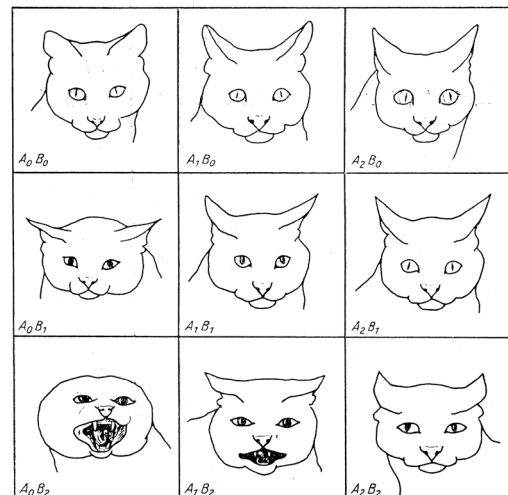 A0 B0
A1 B0
A2 B0
A0 B1
A1 B1
A2 B1
A0 B2
A1 B2
A2 B2